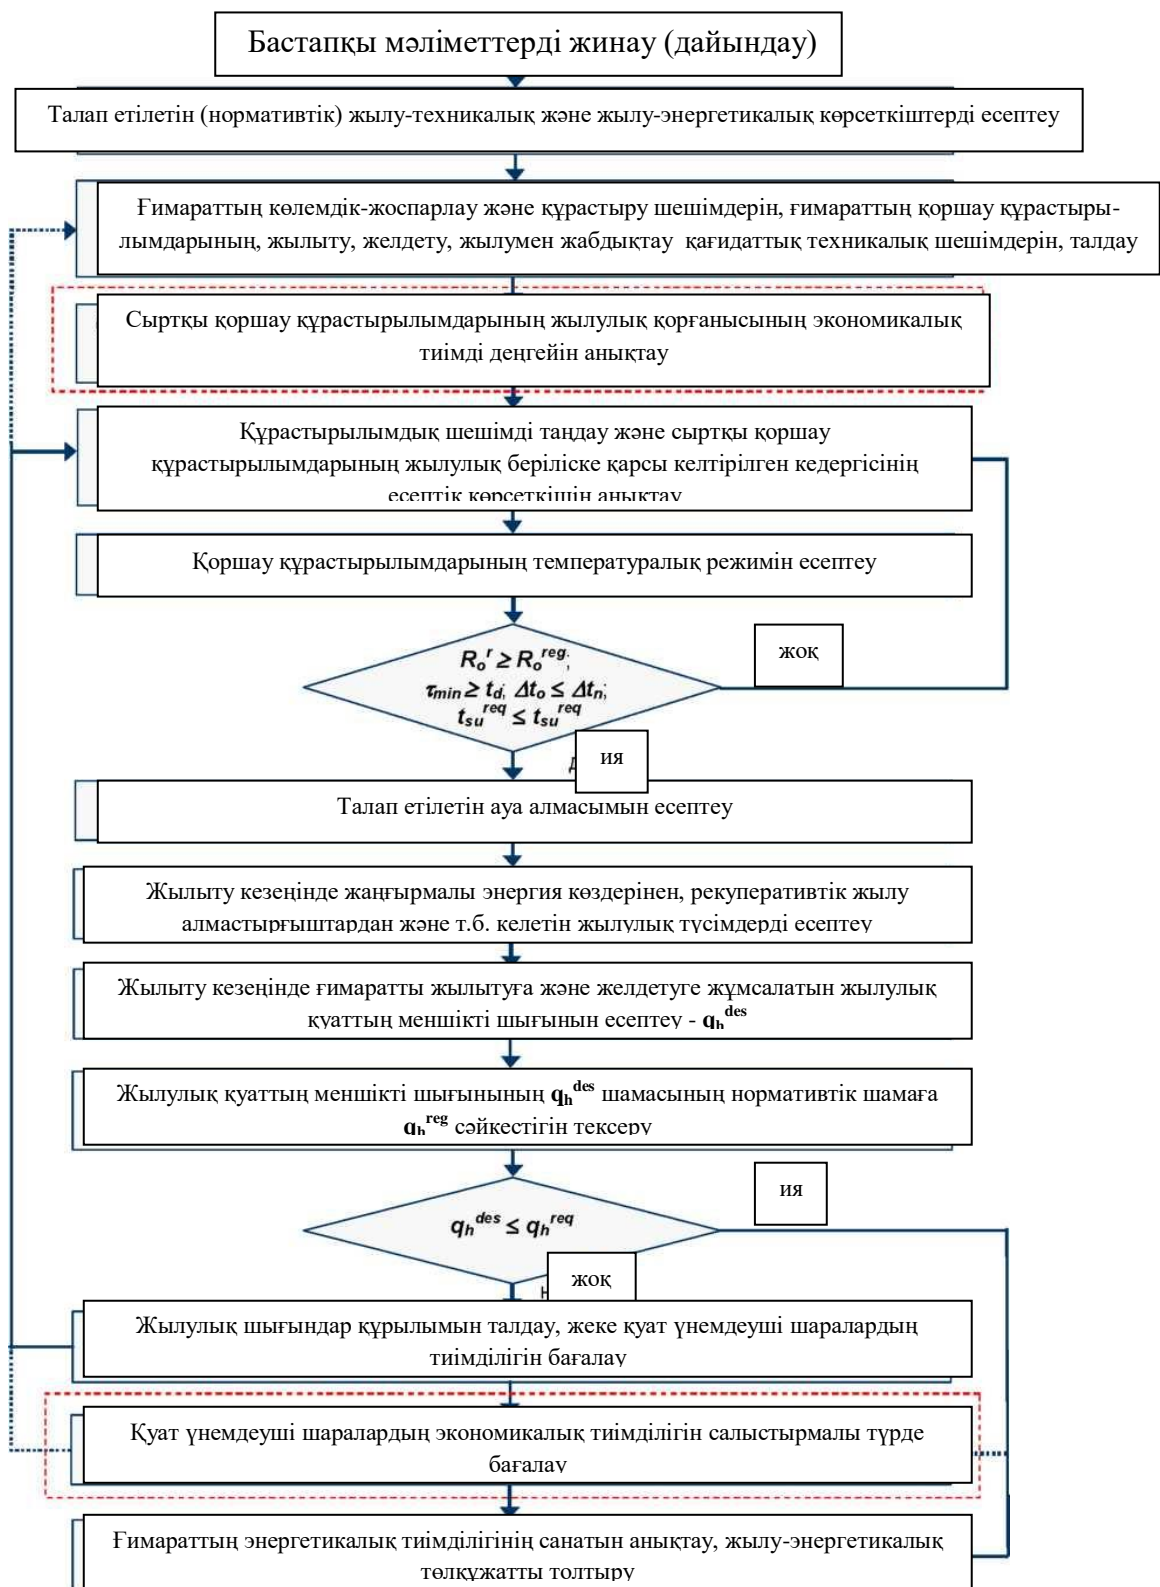 Бастапқы мәліметтерді жинау (дайындау)
Талап етілетін (нормативтік) жылу-техникалық және жылу-энергетикалық көрсеткіштерді есептеу
Ғимараттың көлемдік-жоспарлау және құрастыру шешімдерін, ғимараттың қоршау құрастыры-
лымдарының, жылыту, желдету, жылумен жабдықтау қағидаттық техникалық шешімдерін, талдау
Сыртқы қоршау құрастырылымдарының жылулық қорғанысының экономикалық
тиімді деңгейін анықтау
Құрастырылымдық шешімді таңдау және сыртқы қоршау
құрастырылымдарының жылулық беріліске қарсы келтірілген кедергісінің
есептік көрсеткішін анықтау
Қоршау құрастырылымдарының температуралық режимін есептеу
R_o^r ≥ R_o^reg;
τ_min ≥ t_d; Δt_o ≤ Δt_n;
t_su^req ≤ t_su^req
жоқ
ия
Талап етілетін ауа алмасымын есептеу
Жылыту кезеңінде жаңғырмалы энергия көздерінен, рекуперативтік жылу
алмастырғыштардан және т.б. келетін жылулық түсімдерді есептеу
Жылыту кезеңінде ғимаратты жылытуға және желдетуге жұмсалатын жылулық
қуаттың меншікті шығынын есептеу - q_h^des
Жылулық қуаттың меншікті шығынының q_h^des шамасының нормативтік шамаға
q_h^reg сәйкестігін тексеру
ия
q_h^des ≤ q_h^req
жоқ
Жылулық шығындар құрылымын талдау, жеке қуат үнемдеуші шаралардың
тиімділігін бағалау
Қуат үнемдеуші шаралардың экономикалық тиімділігін салыстырмалы түрде
бағалау
Ғимараттың энергетикалық тиімділігінің санатын анықтау, жылу-энергетикалық
төлқұжатты толтыру